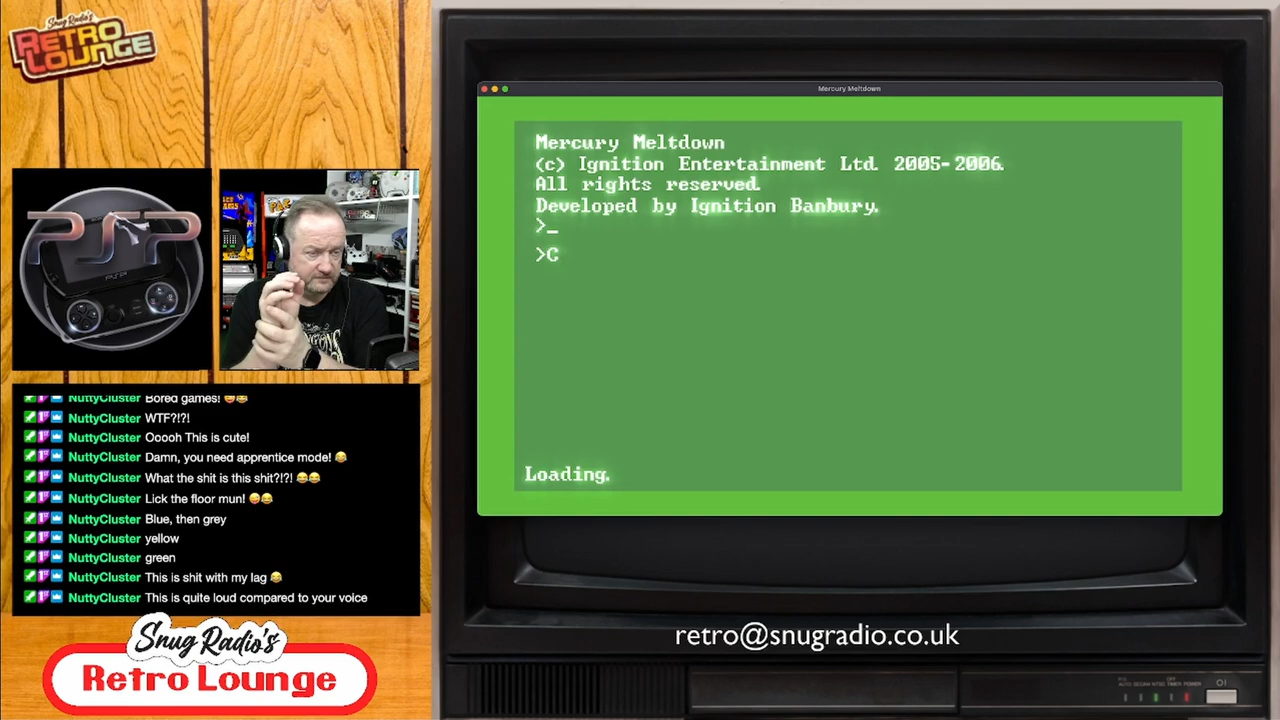 Snug Radio's
RETRO
LOUNGE
PSP
Mercury Meltdown
Mercury Meltdown
(c) Ignition Entertainment Ltd. 2005-2006.
All rights reserved.
Developed by Ignition Banbury.
>_
>C
Loading.
NuttyCluster Bored games! 😜😂
NuttyCluster WTF?!?!
NuttyCluster Ooooh This is cute!
NuttyCluster Damn, you need apprentice mode! 😂
NuttyCluster What the shit is this shit?!?! 😂😂
NuttyCluster Lick the floor mun! 😜😂
NuttyCluster Blue, then grey
NuttyCluster yellow
NuttyCluster green
NuttyCluster This is shit with my lag 😂
NuttyCluster This is quite loud compared to your voice
Snug Radio's
Retro Lounge
retro@snugradio.co.uk